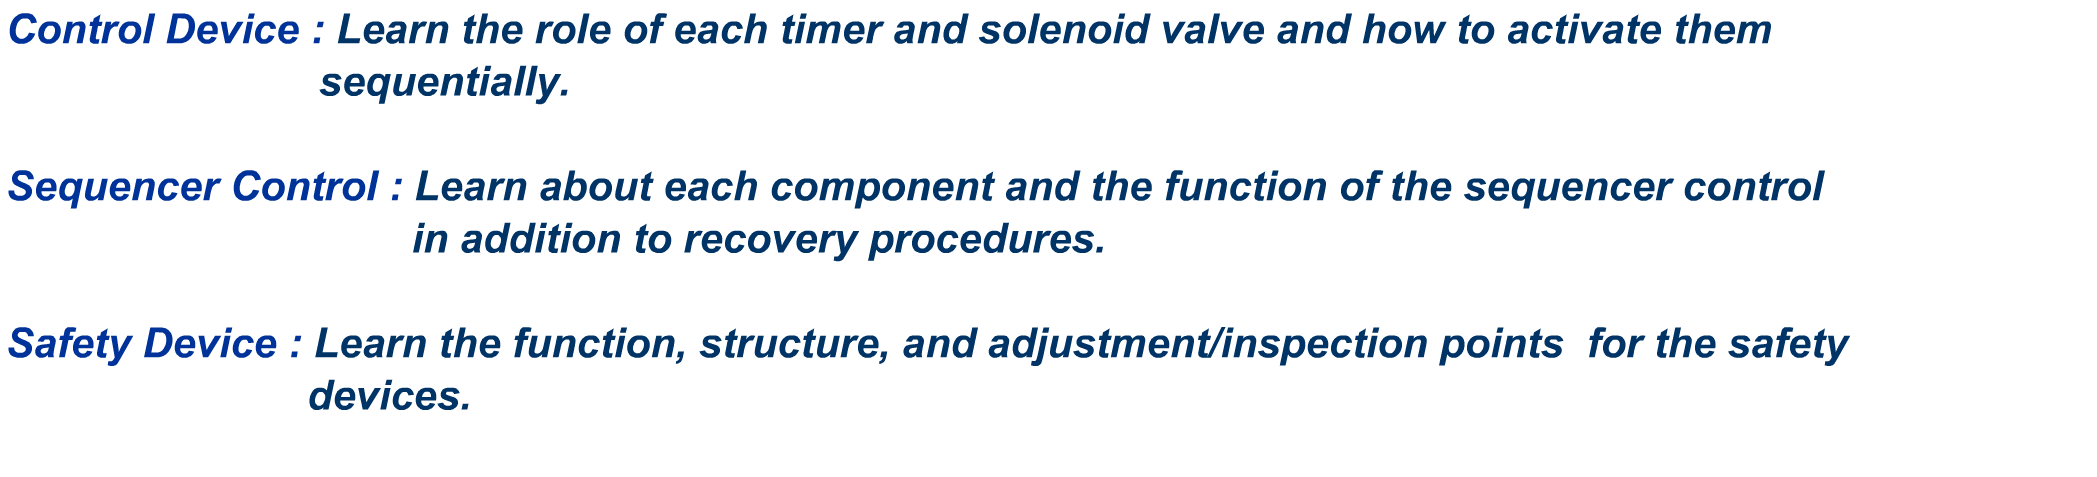 Control Device : Learn the role of each timer and solenoid valve and how to activate them
sequentially.
Sequencer Control : Learn about each component and the function of the sequencer control
in addition to recovery procedures.
Safety Device : Learn the function, structure, and adjustment/inspection points  for the safety
devices.